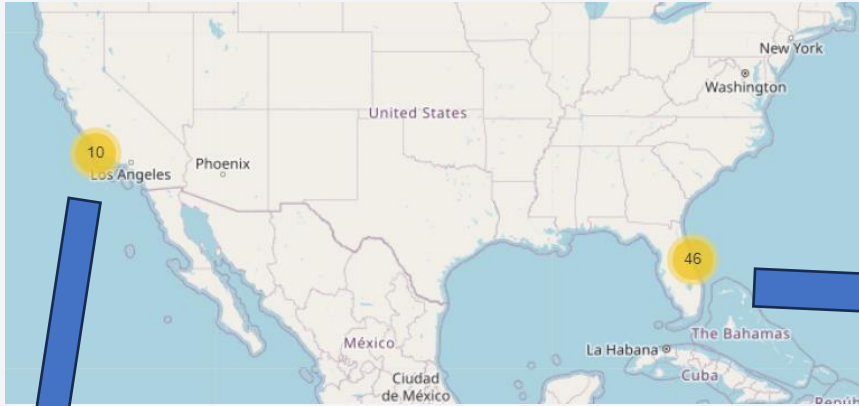 New York
Washington
United States
10
Los Angeles
Phoenix
46
México
La Habana
The Bahamas
Cuba
Ciudad
de México